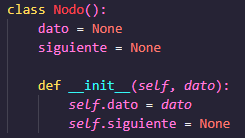 class Nodo():
    dato = None
    siguiente = None
    def __init__(self, dato):
        self.dato = dato
        self.siguiente = None